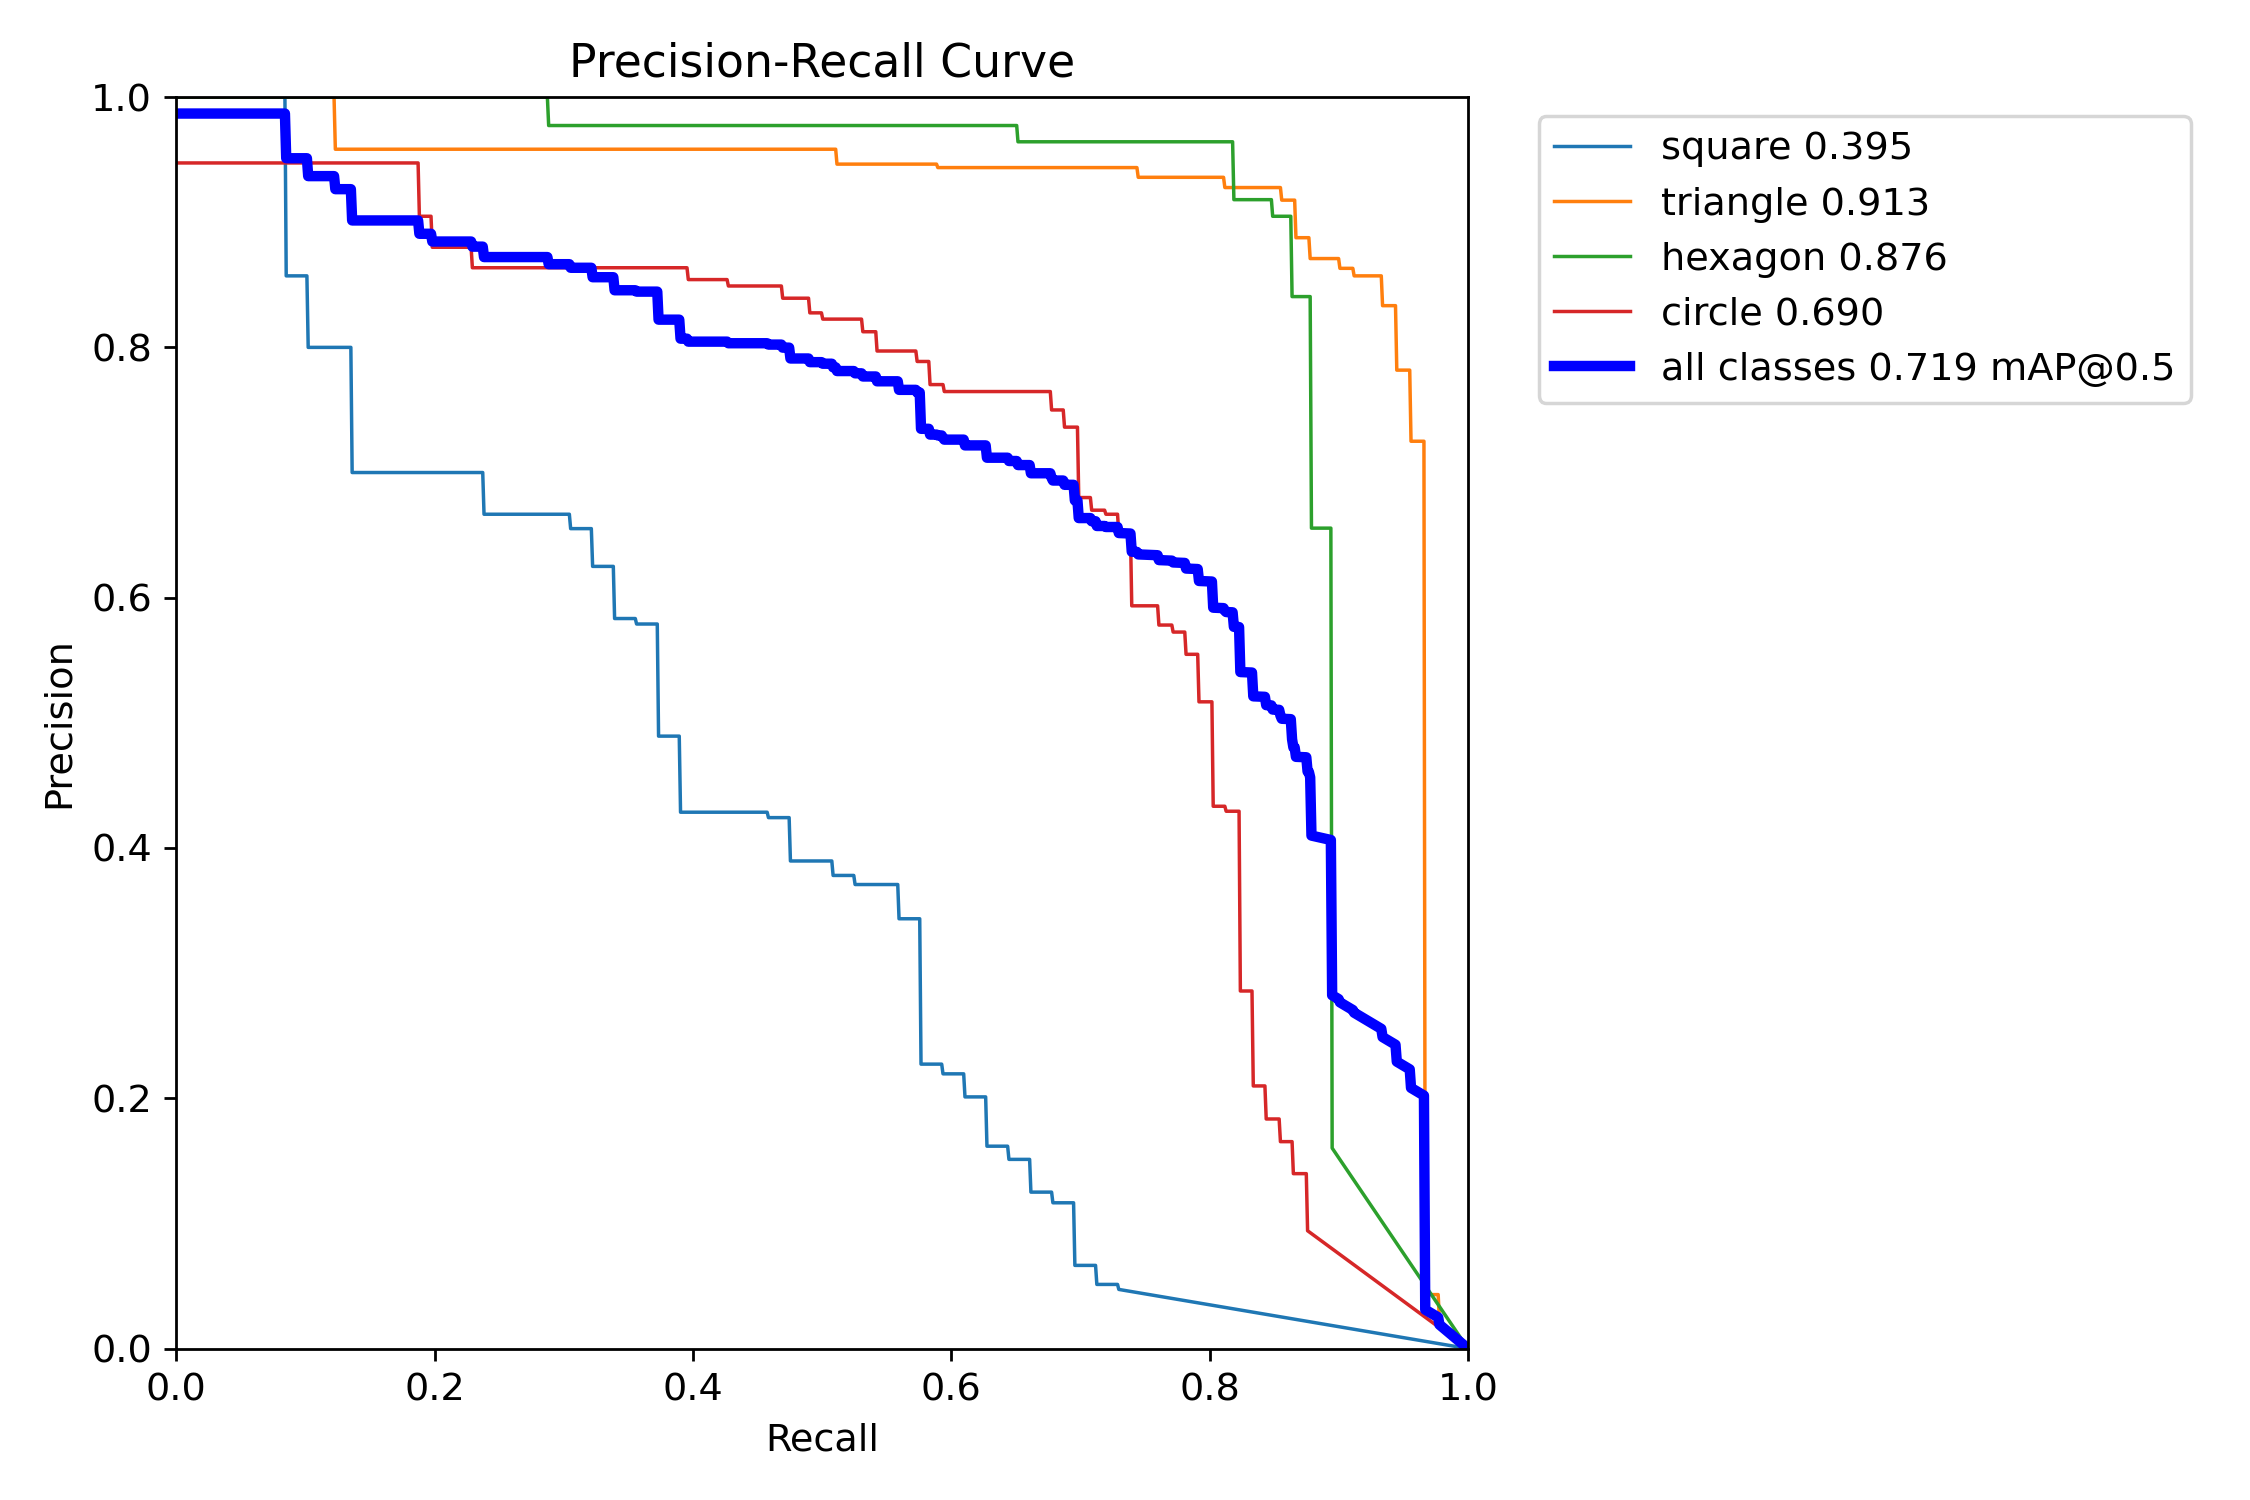 Precision-Recall Curve
1.0
0.8
0.6
0.4
0.2
0.0
Precision
0.0 0.2 0.4 0.6 0.8 1.0
Recall
square 0.395
triangle 0.913
hexagon 0.876
circle 0.690
all classes 0.719 mAP@0.5